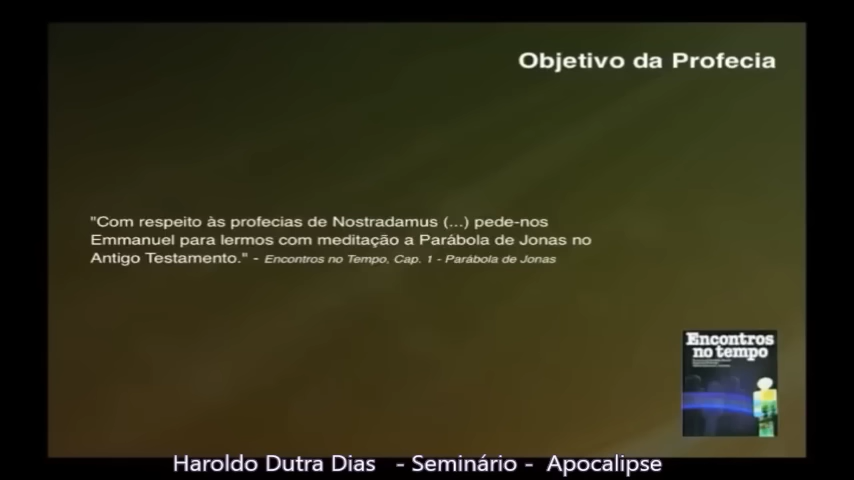 Objetivo da Profecia
"Com respeito às profecias de Nostradamus (...) pede-nos
Emmanuel para lermos com meditação a Parábola de Jonas no
Antigo Testamento." - Encontros no Tempo, Cap. 1 - Parábola de Jonas
Encontros
no tempo
Haroldo Dutra Dias - Seminário - Apocalipse